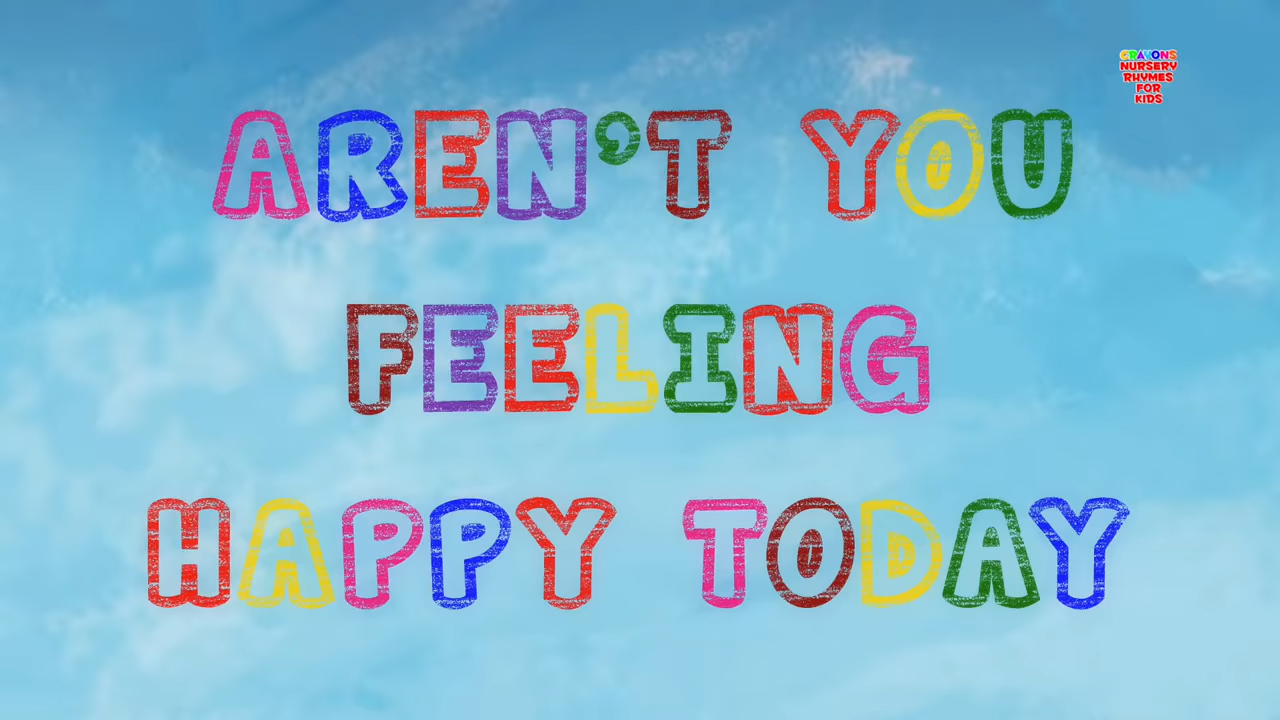 AREN'T YOU
FEELING
HAPPY TODAY
CRAYONS
NURSERY
RHYMES
FOR
KIDS